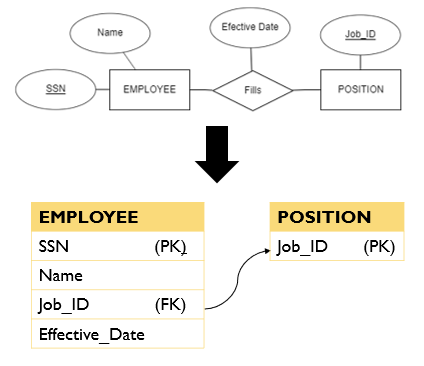 Name
Efective Date
Job_ID
SSN
EMPLOYEE
Fills
POSITION
EMPLOYEE
SSN (PK)
Name
Job_ID (FK)
Effective_Date
POSITION
Job_ID (PK)